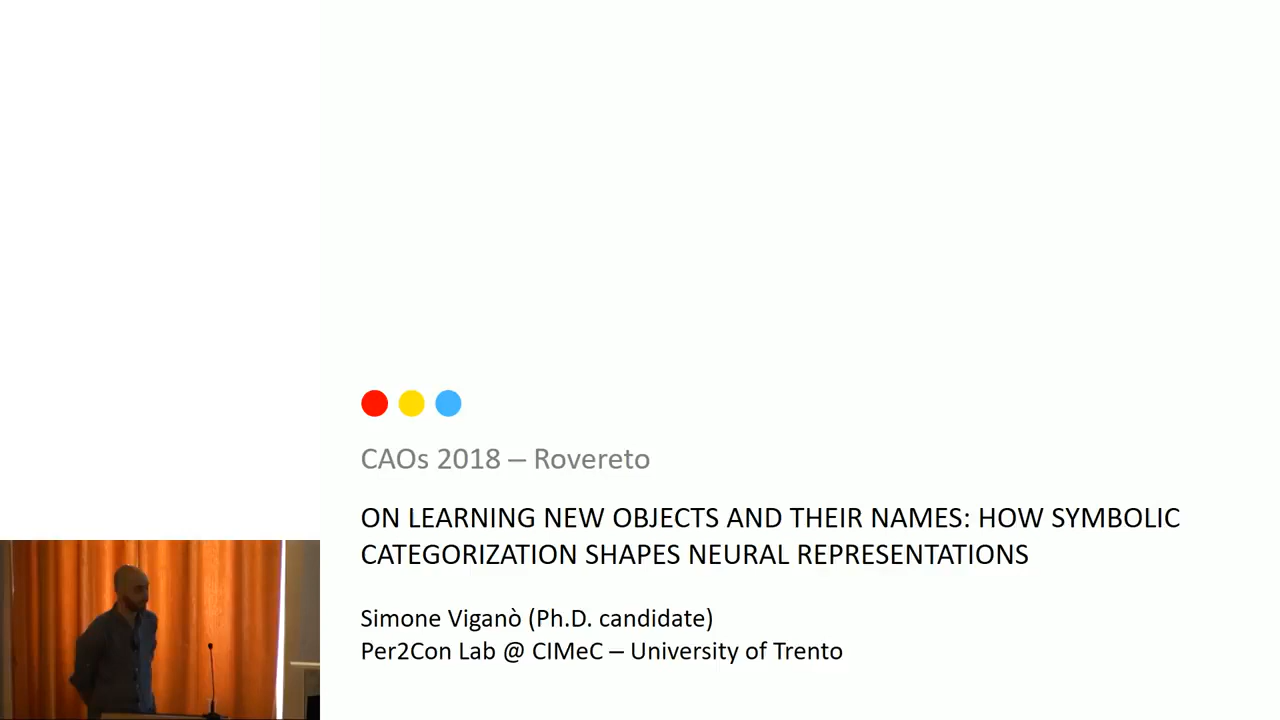 CAOs 2018 – Rovereto
ON LEARNING NEW OBJECTS AND THEIR NAMES: HOW SYMBOLIC
CATEGORIZATION SHAPES NEURAL REPRESENTATIONS
Simone Viganò (Ph.D. candidate)
Per2Con Lab @ CIMeC – University of Trento